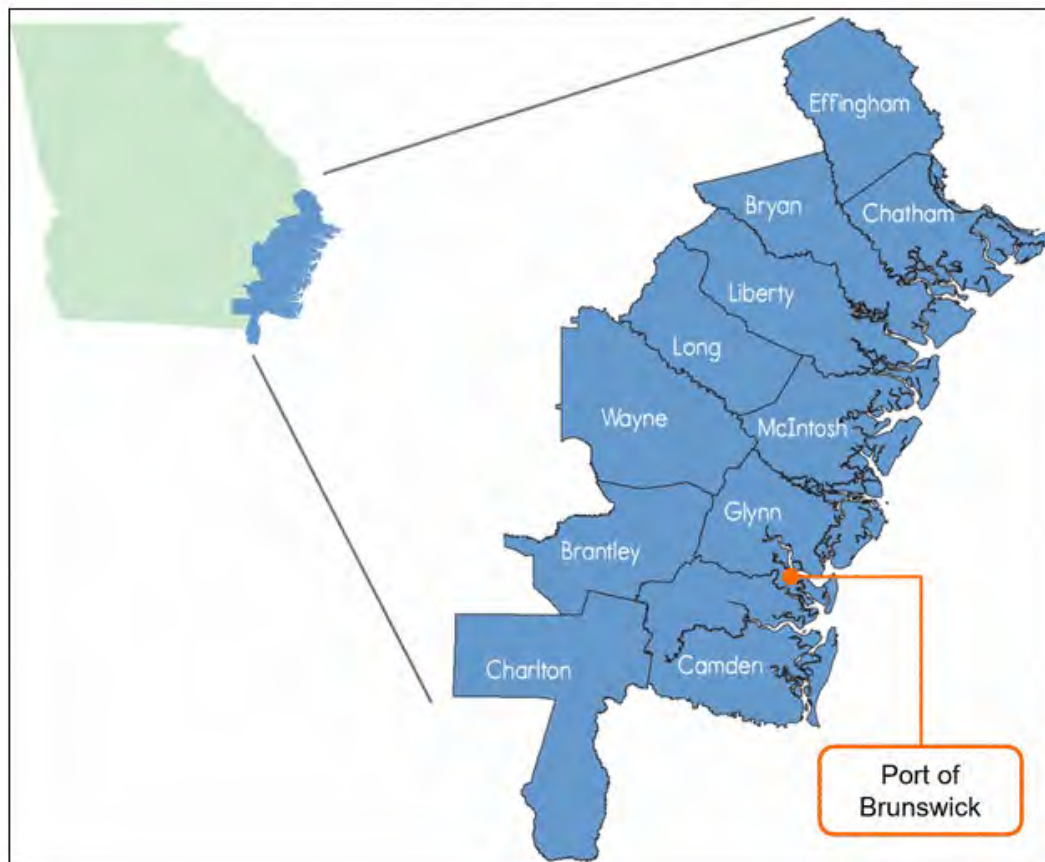 Effingham
Bryan
Chatham
Liberty
Long
Wayne
McIntosh
Glynn
Brantley
Charlton
Camden
Port of
Brunswick